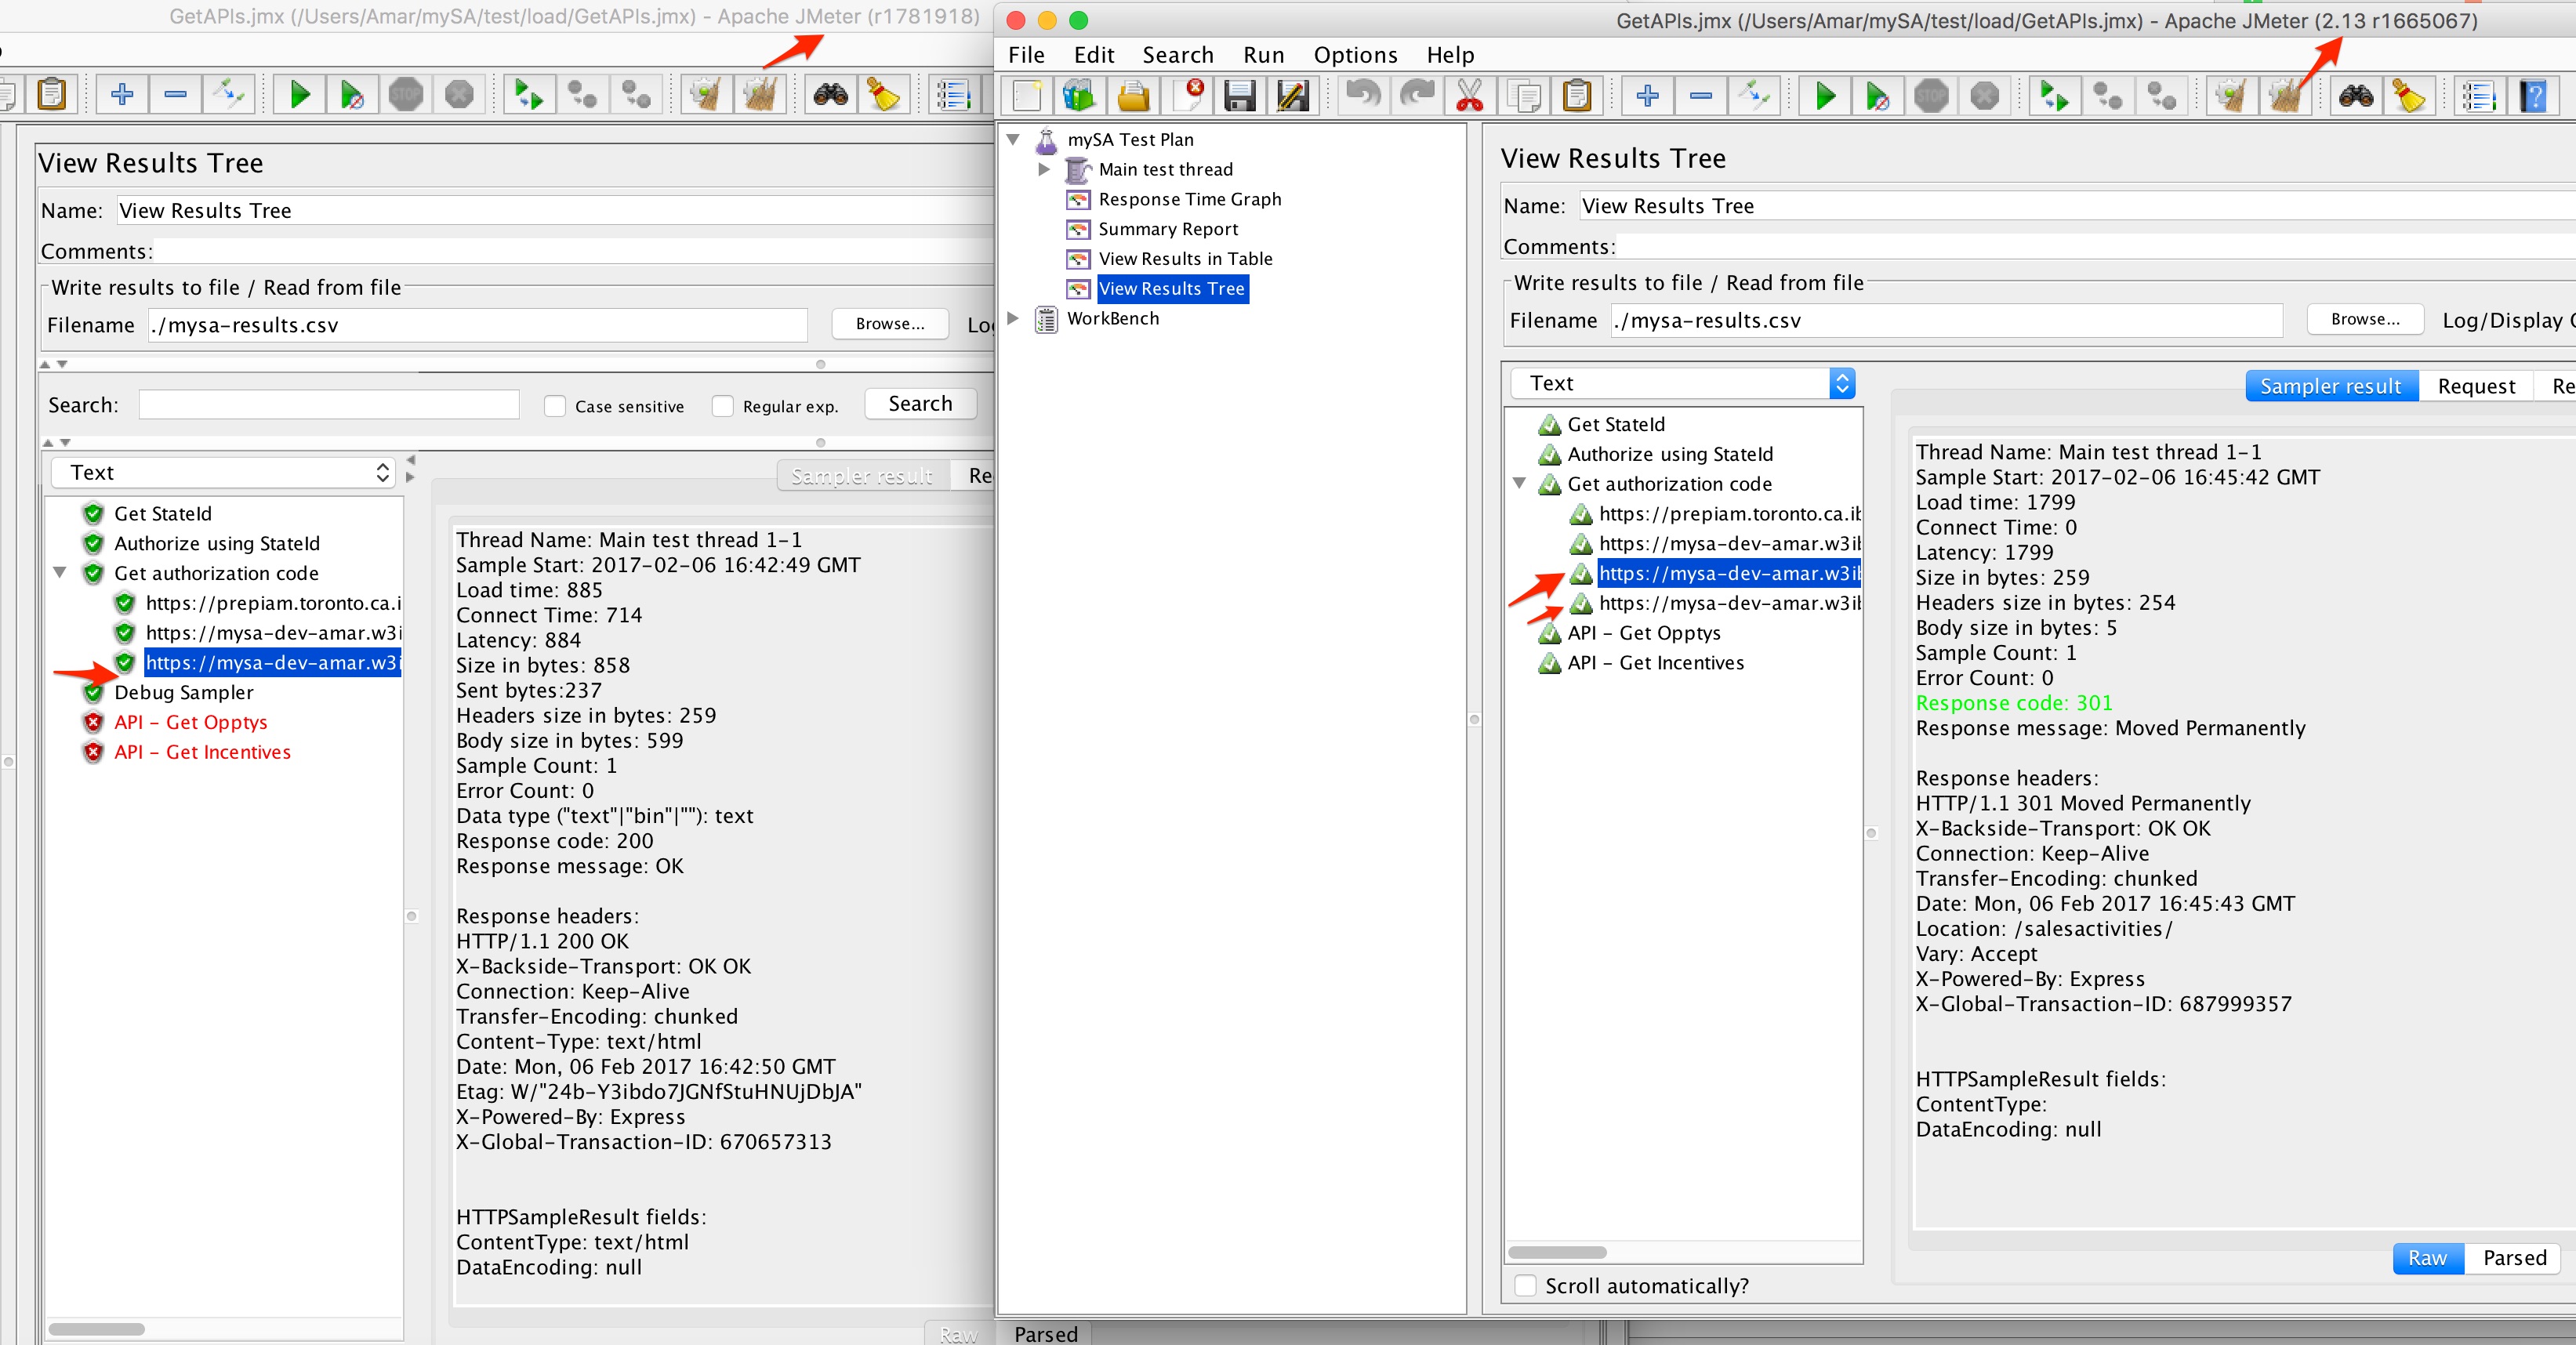 GetAPIs.jmx (/Users/Amar/mySA/test/load/GetAPIs.jmx) - Apache JMeter (r1781918)
STOP
View Results Tree
Name: View Results Tree
Comments:
Write results to file / Read from file
Filename ./mysa-results.csv Browse...
Search: Case sensitive Regular exp. Search
Text
Get StateId
Authorize using StateId
Get authorization code
https://prepiam.toronto.ca.i
https://mysa-dev-amar.w3i
https://mysa-dev-amar.w3i
Debug Sampler
API - Get Opptys
API - Get Incentives
Sampler result Re
Thread Name: Main test thread 1-1
Sample Start: 2017-02-06 16:42:49 GMT
Load time: 885
Connect Time: 714
Latency: 884
Size in bytes: 858
Sent bytes:237
Headers size in bytes: 259
Body size in bytes: 599
Sample Count: 1
Error Count: 0
Data type ("text"|"bin"|""): text
Response code: 200
Response message: OK
Response headers:
HTTP/1.1 200 OK
X-Backside-Transport: OK OK
Connection: Keep-Alive
Transfer-Encoding: chunked
Content-Type: text/html
Date: Mon, 06 Feb 2017 16:42:50 GMT
Etag: W/"24b-Y3ibdo7JGNfStuHNUjDbJA"
X-Powered-By: Express
X-Global-Transaction-ID: 670657313
HTTPSampleResult fields:
ContentType: text/html
DataEncoding: null
Raw Parsed
GetAPIs.jmx (/Users/Amar/mySA/test/load/GetAPIs.jmx) - Apache JMeter (2.13 r1665067)
File Edit Search Run Options Help
STOP
mySA Test Plan
Main test thread
Response Time Graph
Summary Report
View Results in Table
View Results Tree
WorkBench
View Results Tree
Name: View Results Tree
Comments:
Write results to file / Read from file
Filename ./mysa-results.csv Browse... Log/Display
Text
Get StateId
Authorize using StateId
Get authorization code
https://prepiam.toronto.ca.ib
https://mysa-dev-amar.w3ib
https://mysa-dev-amar.w3ib
https://mysa-dev-amar.w3ib
API - Get Opptys
API - Get Incentives
Scroll automatically?
Sampler result Request Re
Thread Name: Main test thread 1-1
Sample Start: 2017-02-06 16:45:42 GMT
Load time: 1799
Connect Time: 0
Latency: 1799
Size in bytes: 259
Headers size in bytes: 254
Body size in bytes: 5
Sample Count: 1
Error Count: 0
Response code: 301
Response message: Moved Permanently
Response headers:
HTTP/1.1 301 Moved Permanently
X-Backside-Transport: OK OK
Connection: Keep-Alive
Transfer-Encoding: chunked
Date: Mon, 06 Feb 2017 16:45:43 GMT
Location: /salesactivities/
Vary: Accept
X-Powered-By: Express
X-Global-Transaction-ID: 687999357
HTTPSampleResult fields:
ContentType:
DataEncoding: null
Raw Parsed